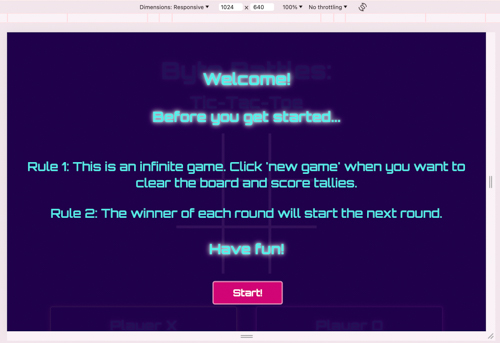 Dimensions: Responsive ▾ 1024 x 640 100% ▾ No throttling ▾
Byte Battles:
Tic-Tac-Toe
Welcome!
Before you get started...
Rule 1: This is an infinite game. Click 'new game' when you want to
clear the board and score tallies.
Rule 2: The winner of each round will start the next round.
Have fun!
Start!
Player X Player O